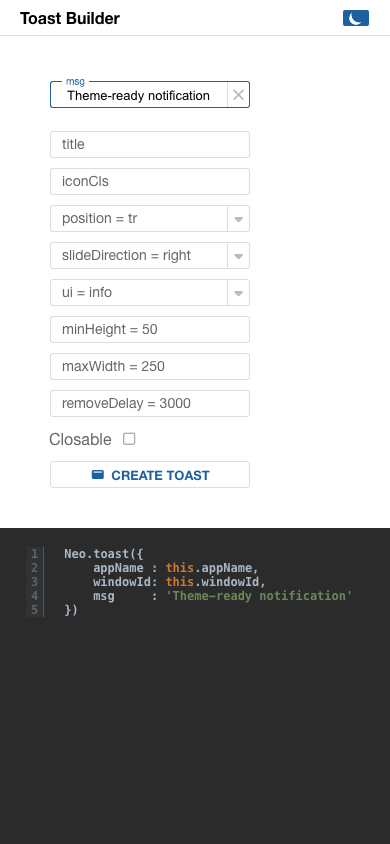 Toast Builder
msg
Theme-ready notification
title
iconCls
position = tr
slideDirection = right
ui = info
minHeight = 50
maxWidth = 250
removeDelay = 3000
Closable
CREATE TOAST
1 Neo.toast({
2 appName : this.appName,
3 windowId: this.windowId,
4 msg : 'Theme-ready notification'
5 })